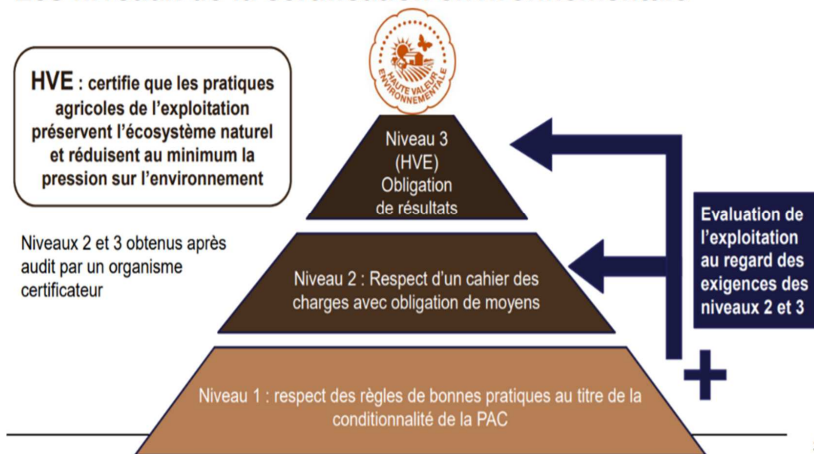 HVE : certifie que les pratiques
agricoles de l'exploitation
préservent l'écosystème naturel
et réduisent au minimum la
pression sur l'environnement
HAUTE VALEUR
ENVIRONNEMENTALE
Niveau 3
(HVE)
Obligation
de résultats
Niveaux 2 et 3 obtenus après
audit par un organisme
certificateur
Evaluation de
l'exploitation
au regard des
exigences des
niveaux 2 et 3
Niveau 2 : Respect d'un cahier des
charges avec obligation de moyens
+
Niveau 1 : respect des règles de bonnes pratiques au titre de la
conditionnalité de la PAC